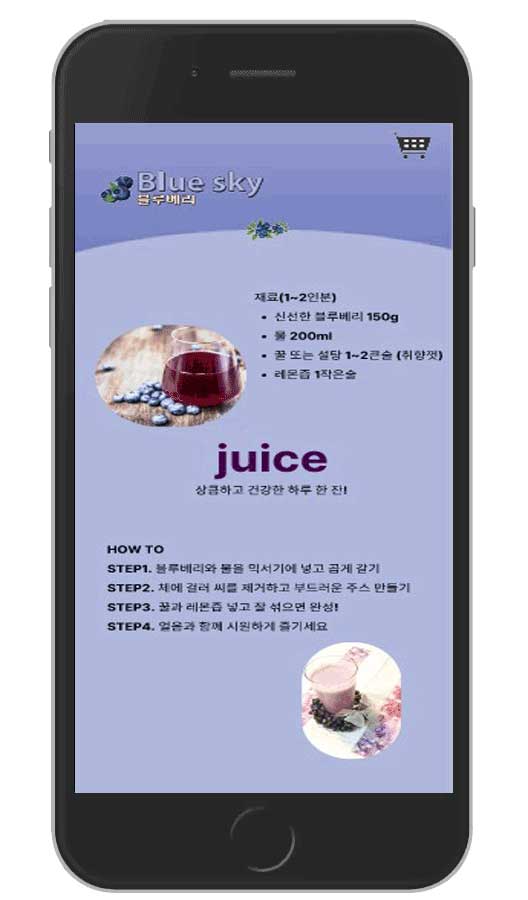 Blue sky
블루베리
재료(1~2인분)
• 신선한 블루베리 150g
• 물 200ml
• 꿀 또는 설탕 1~2큰술 (취향껏)
• 레몬즙 1작은술
juice
상큼하고 건강한 하루 한 잔!
HOW TO
STEP1. 블루베리와 물을 믹서기에 넣고 곱게 갈기
STEP2. 체에 걸러 씨를 제거하고 부드러운 주스 만들기
STEP3. 꿀과 레몬즙 넣고 잘 섞으면 완성!
STEP4. 얼음과 함께 시원하게 즐기세요